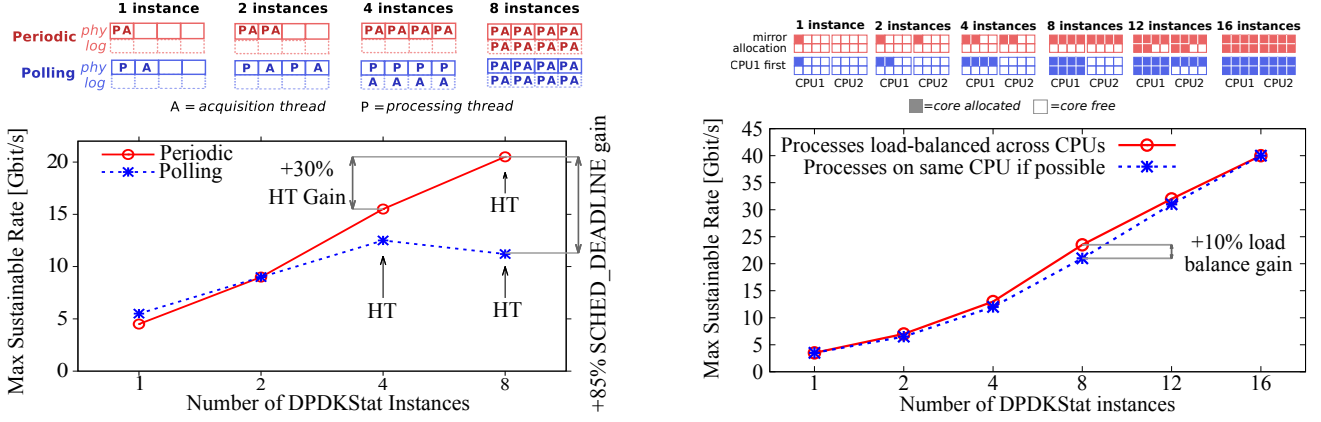 1 instance 2 instances 4 instances 8 instances
Periodic phy PA PA PA PA PA PA PA PA PA PA PA
log PA PA PA PA
Polling phy P A P A P A P P P P PA PA PA PA
log A A A A PA PA PA PA
A =acquisition thread P =processing thread
Max Sustainable Rate [Gbit/s]
20
15
10
5
0
Periodic
Polling
+30%
HT Gain
HT
HT
HT
+85% SCHED_DEADLINE gain
1 2 4 8
Number of DPDKStat Instances
1 instance 2 instances 4 instances 8 instances 12 instances 16 instances
mirror
allocation
CPU1 first
CPU1 CPU2 CPU1 CPU2 CPU1 CPU2 CPU1 CPU2 CPU1 CPU2 CPU1 CPU2
=core allocated =core free
Max Sustainable Rate [Gbit/s]
45
40
35
30
25
20
15
10
5
0
Processes load-balanced across CPUs
Processes on same CPU if possible
+10% load
balance gain
1 2 4 8 12 16
Number of DPDKStat instances